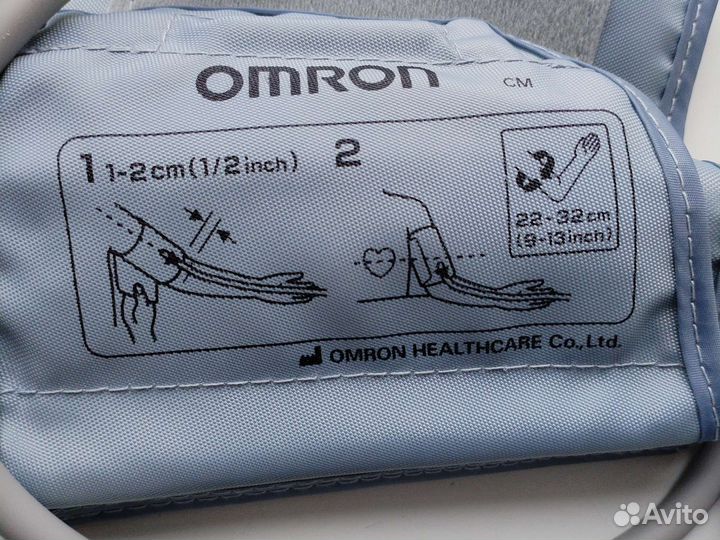 OMRON CM
1 1-2cm(1/2inch) 2
22-32cm
(9-13inch)
OMRON HEALTHCARE Co.,Ltd.
Avito